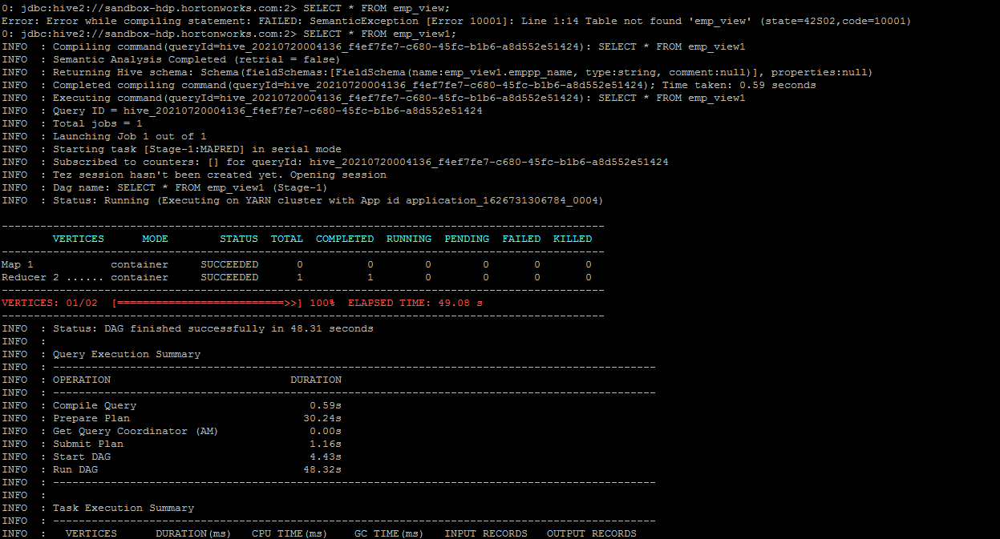 0: jdbc:hive2://sandbox-hdp.hortonworks.com:2> SELECT * FROM emp_view;
Error: Error while compiling statement: FAILED: SemanticException [Error 10001]: Line 1:14 Table not found 'emp_view' (state=42S02,code=10001)
0: jdbc:hive2://sandbox-hdp.hortonworks.com:2> SELECT * FROM emp_view1;
INFO  : Compiling command(queryId=hive_20210720004136_f4ef7fe7-c680-45fc-b1b6-a8d552e51424): SELECT * FROM emp_view1
INFO  : Semantic Analysis Completed (retrial = false)
INFO  : Returning Hive schema: Schema(fieldSchemas:[FieldSchema(name:emp_view1.emppp_name, type:string, comment:null)], properties:null)
INFO  : Completed compiling command(queryId=hive_20210720004136_f4ef7fe7-c680-45fc-b1b6-a8d552e51424); Time taken: 0.59 seconds
INFO  : Executing command(queryId=hive_20210720004136_f4ef7fe7-c680-45fc-b1b6-a8d552e51424): SELECT * FROM emp_view1
INFO  : Query ID = hive_20210720004136_f4ef7fe7-c680-45fc-b1b6-a8d552e51424
INFO  : Total jobs = 1
INFO  : Launching Job 1 out of 1
INFO  : Starting task [Stage-1:MAPRED] in serial mode
INFO  : Subscribed to counters: [] for queryId: hive_20210720004136_f4ef7fe7-c680-45fc-b1b6-a8d552e51424
INFO  : Tez session hasn't been created yet. Opening session
INFO  : Dag name: SELECT * FROM emp_view1 (Stage-1)
INFO  : Status: Running (Executing on YARN cluster with App id application_1626731306784_0004)
----------------------------------------------------------------------------------------------
        VERTICES      MODE        STATUS  TOTAL  COMPLETED  RUNNING  PENDING  FAILED  KILLED
----------------------------------------------------------------------------------------------
Map 1            container     SUCCEEDED      0          0        0        0       0       0
Reducer 2 ...... container     SUCCEEDED      1          1        0        0       0       0
----------------------------------------------------------------------------------------------
VERTICES: 01/02  [==========================>>] 100%  ELAPSED TIME: 49.08 s
----------------------------------------------------------------------------------------------
INFO  : Status: DAG finished successfully in 48.31 seconds
INFO  :
INFO  : Query Execution Summary
INFO  : ----------------------------------------------------------------------------------------------
INFO  : OPERATION                            DURATION
INFO  : ----------------------------------------------------------------------------------------------
INFO  : Compile Query                           0.59s
INFO  : Prepare Plan                           30.24s
INFO  : Get Query Coordinator (AM)              0.00s
INFO  : Submit Plan                             1.16s
INFO  : Start DAG                               4.43s
INFO  : Run DAG                                48.32s
INFO  : ----------------------------------------------------------------------------------------------
INFO  :
INFO  : Task Execution Summary
INFO  : ----------------------------------------------------------------------------------------------
INFO  :   VERTICES      DURATION(ms)   CPU TIME(ms)    GC TIME(ms)   INPUT RECORDS   OUTPUT RECORDS